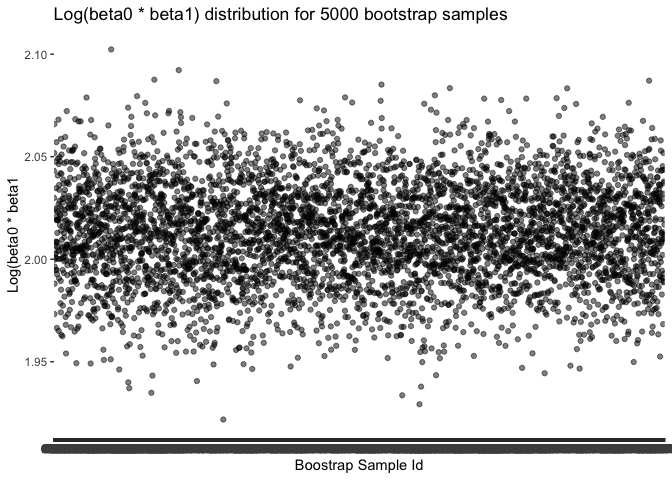 Log(beta0 * beta1) distribution for 5000 bootstrap samples
2.10
2.05
2.00
1.95
Log(beta0 * beta1
Boostrap Sample Id